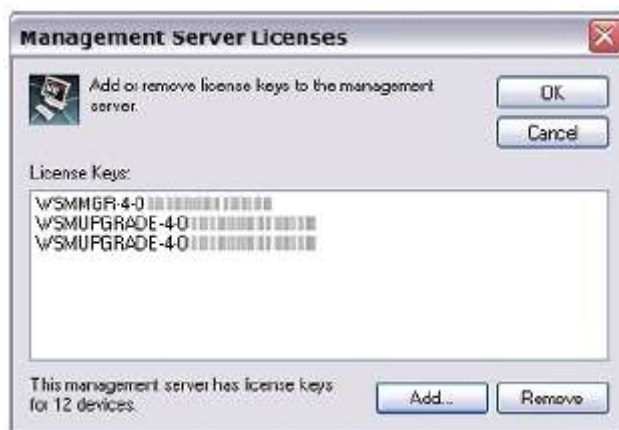 Management Server Licenses
Add or remove license keys to the management
server.
OK
Cancel
License Keys:
WSMMGR-4-0
WSMUPGRADE-4-0
WSMUPGRADE-4-0
This management server has license keys
for 12 devices.
Add...
Remove